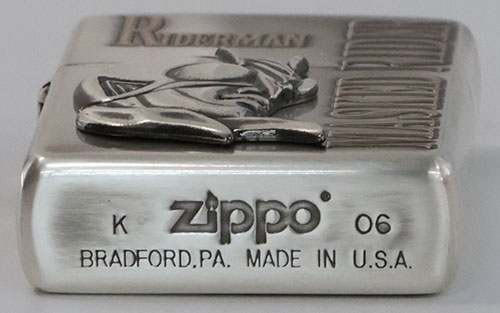 RIDERMAN
K zippo 06
BRADFORD, PA. MADE IN U.S.A.